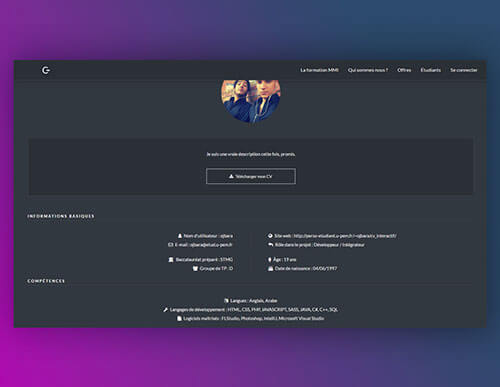 La formation MMI Qui sommes nous ? Offres Étudiants Se connecter
Je suis une vraie description cette fois, promis.
Télécharger mon CV
INFORMATIONS BASIQUES
Nom d'utilisateur : ojbara Site web : http://perso-etudiant.u-pem.fr/~ojbara/cv_interactif/
E-mail : ojbara@etud.u-pem.fr Rôle dans le projet : Développeur / Intégrateur
Baccalauréat préparé : STMG Âge : 19 ans
Groupe de TP : D Date de naissance : 04/06/1997
COMPÉTENCES
Langues : Anglais, Arabe
Langages de développement : HTML, CSS, PHP, JAVASCRIPT, SASS, JAVA, C#, C++, SQL
Logiciels maîtrisés : FLStudio, Photoshop, IntelliJ, Microsoft Visual Studio